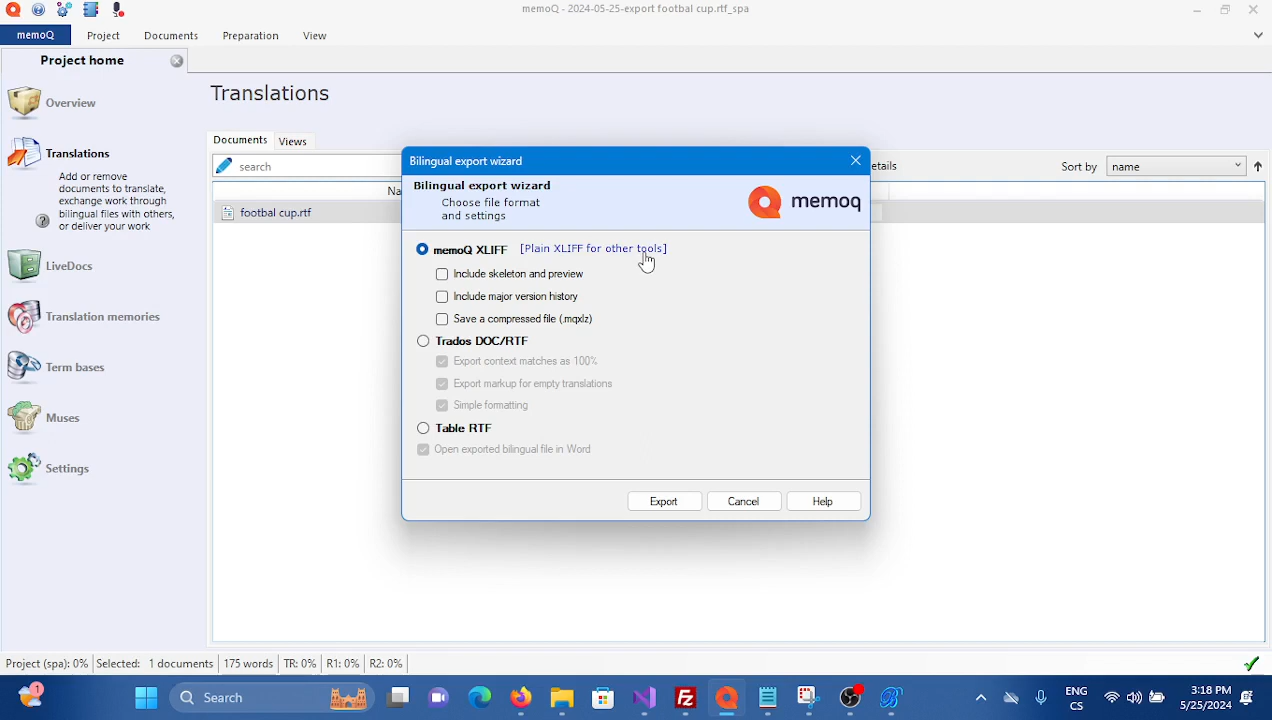 memoQ - 2024-05-25-export footbal cup.rtf_spa
memoQ Project Documents Preparation View
Project home
Overview
Translations
Add or remove
documents to translate,
exchange work through
bilingual files with others,
or deliver your work
LiveDocs
Translation memories
Term bases
Muses
Settings
Translations
Documents Views
search
etails
Sort by name
Na
footbal cup.rtf
Bilingual export wizard
Bilingual export wizard
Choose file format
and settings
memoQ
memoQ XLIFF [Plain XLIFF for other tools]
Include skeleton and preview
Include major version history
Save a compressed file (.mqxlz)
Trados DOC/RTF
Export context matches as 100%
Export markup for empty translations
Simple formatting
Table RTF
Open exported bilingual file in Word
Export Cancel Help
Project (spa): 0% Selected: 1 documents 175 words TR: 0% R1: 0% R2: 0%
1
Search
Fz
ENG
CS
3:18 PM
5/25/2024